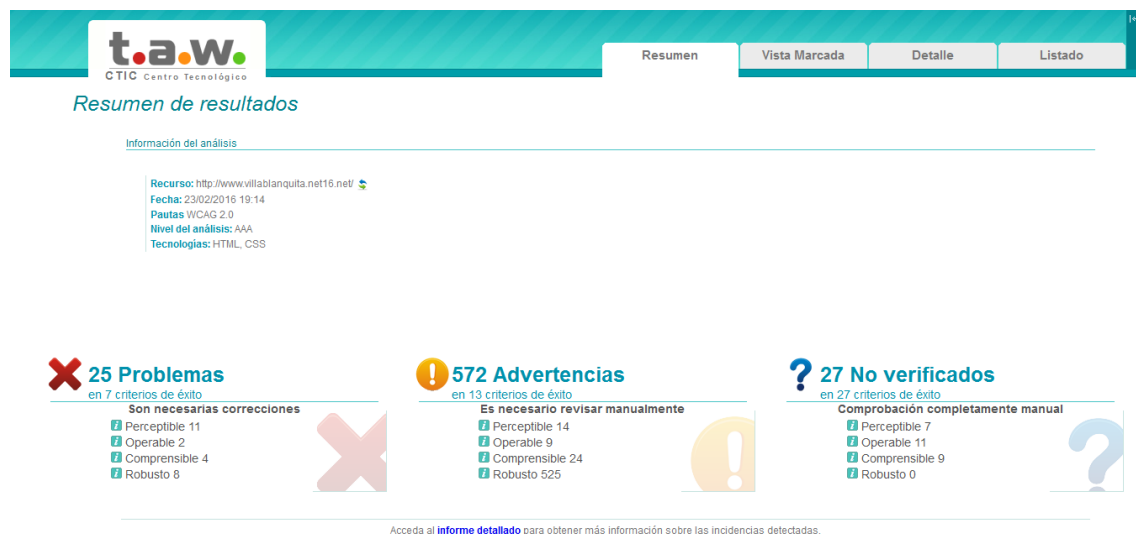 t.a.w.
CTIC Centro Tecnológico
Resumen
Vista Marcada
Detalle
Listado
Resumen de resultados
Información del análisis
Recurso: http://www.villablanquita.net16.net/
Fecha: 23/02/2016 19:14
Pautas WCAG 2.0
Nivel del análisis: AAA
Tecnologías: HTML, CSS
25 Problemas
en 7 criterios de éxito
Son necesarias correcciones
Perceptible 11
Operable 2
Comprensible 4
Robusto 8
572 Advertencias
en 13 criterios de éxito
Es necesario revisar manualmente
Perceptible 14
Operable 9
Comprensible 24
Robusto 525
27 No verificados
en 27 criterios de éxito
Comprobación completamente manual
Perceptible 7
Operable 11
Comprensible 9
Robusto 0
Acceda al informe detallado para obtener más información sobre las incidencias detectadas.